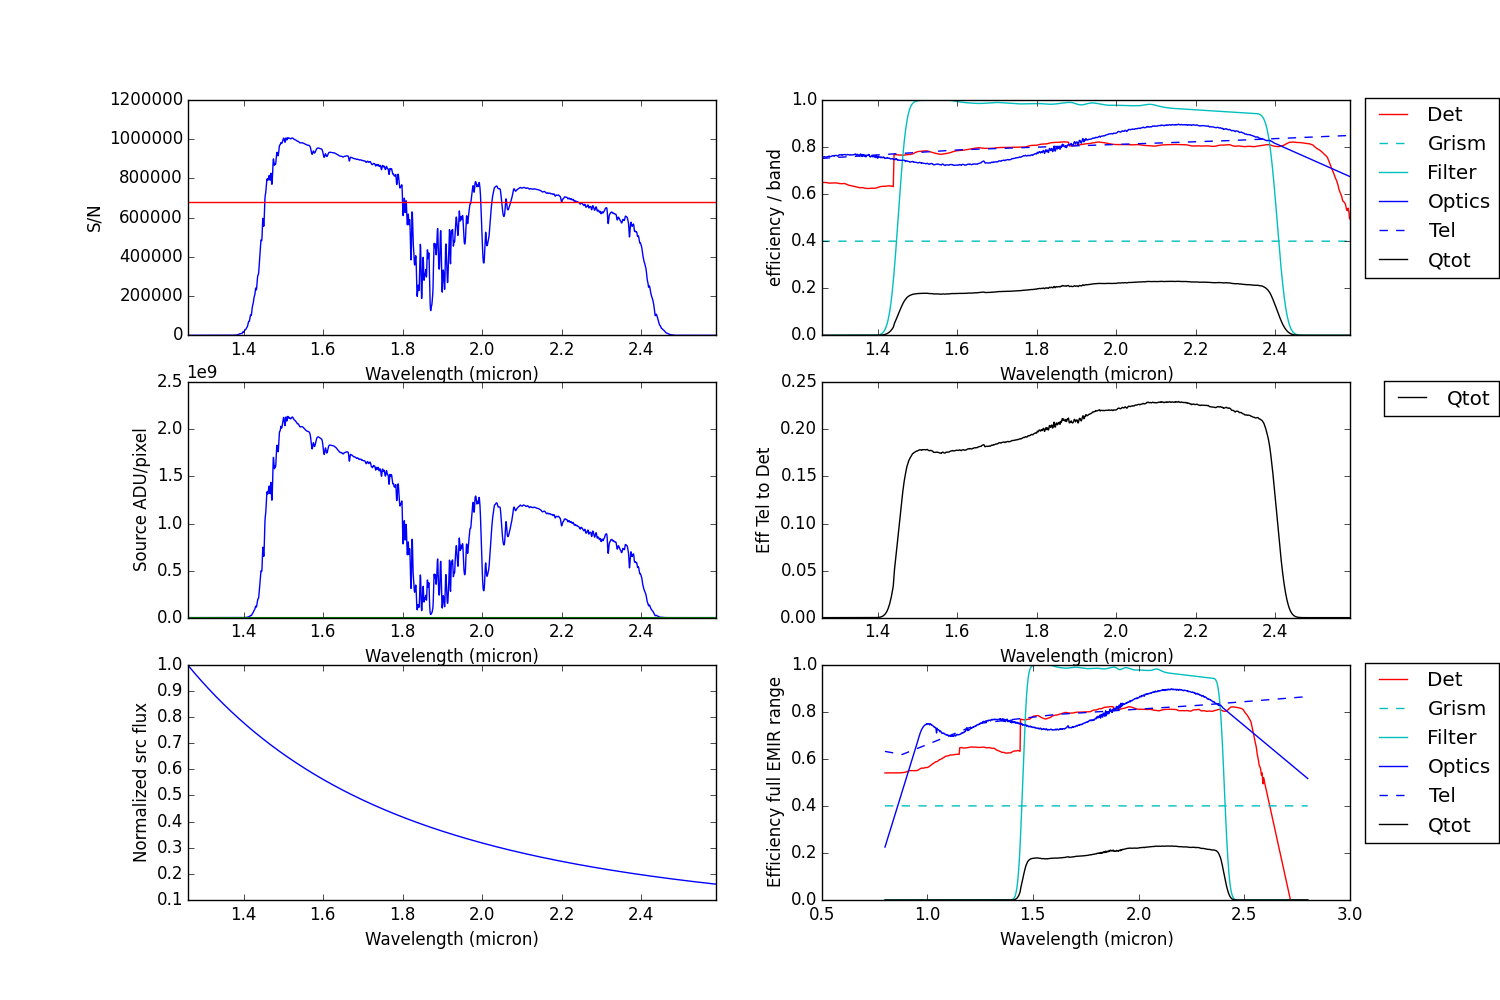 1200000
1000000
800000
600000
400000
200000
0
S/N
1.4 1.6 1.8 2.0 2.2 2.4
Wavelength (micron)
1.0
0.8
0.6
0.4
0.2
0.0
efficiency / band
1.4 1.6 1.8 2.0 2.2 2.4
Wavelength (micron)
Det
Grism
Filter
Optics
Tel
Qtot
1e9
2.5
2.0
1.5
1.0
0.5
0.0
Source ADU/pixel
1.4 1.6 1.8 2.0 2.2 2.4
Wavelength (micron)
0.25
0.20
0.15
0.10
0.05
0.00
Eff Tel to Det
1.4 1.6 1.8 2.0 2.2 2.4
Wavelength (micron)
Qtot
1.0
0.9
0.8
0.7
0.6
0.5
0.4
0.3
0.2
0.1
Normalized src flux
1.4 1.6 1.8 2.0 2.2 2.4
Wavelength (micron)
1.0
0.8
0.6
0.4
0.2
0.0
Efficiency full EMIR range
0.5 1.0 1.5 2.0 2.5 3.0
Wavelength (micron)
Det
Grism
Filter
Optics
Tel
Qtot